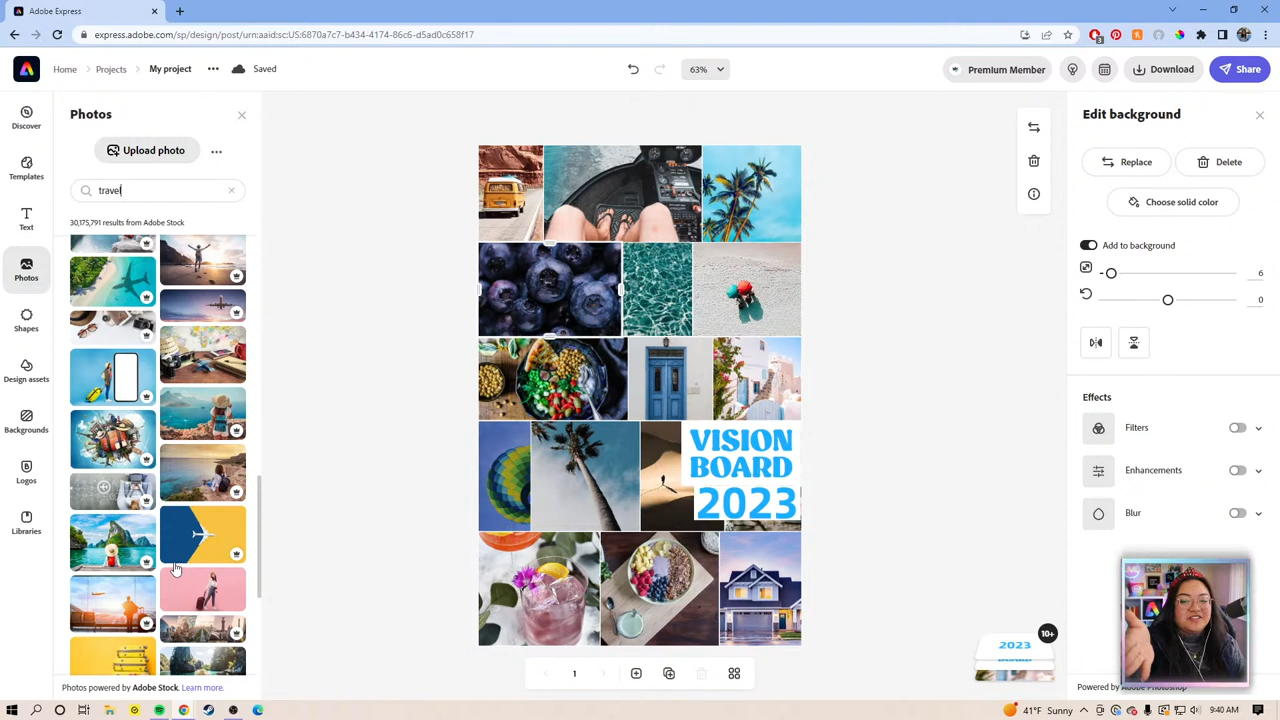 Adobe Express
express.adobe.com/sp/design/post/urn:aaid:sc:US:6870a7c7-b434-4174-86c6-d5ad0c658f17
3
Home
Projects
My project
Saved
63%
Premium Member
Download
Share
Discover
Templates
Text
Photos
Shapes
Design assets
Backgrounds
Logos
Libraries
Photos
Upload photo
travel
30,175,791 results from Adobe Stock
Photos powered by Adobe Stock. Learn more.
VISION
BOARD
2023
1
2023
10+
Edit background
Replace
Delete
Choose solid color
Add to background
6
0
Effects
Filters
Enhancements
Blur
Powered by Adobe Photoshop
41°F Sunny
9:40 AM